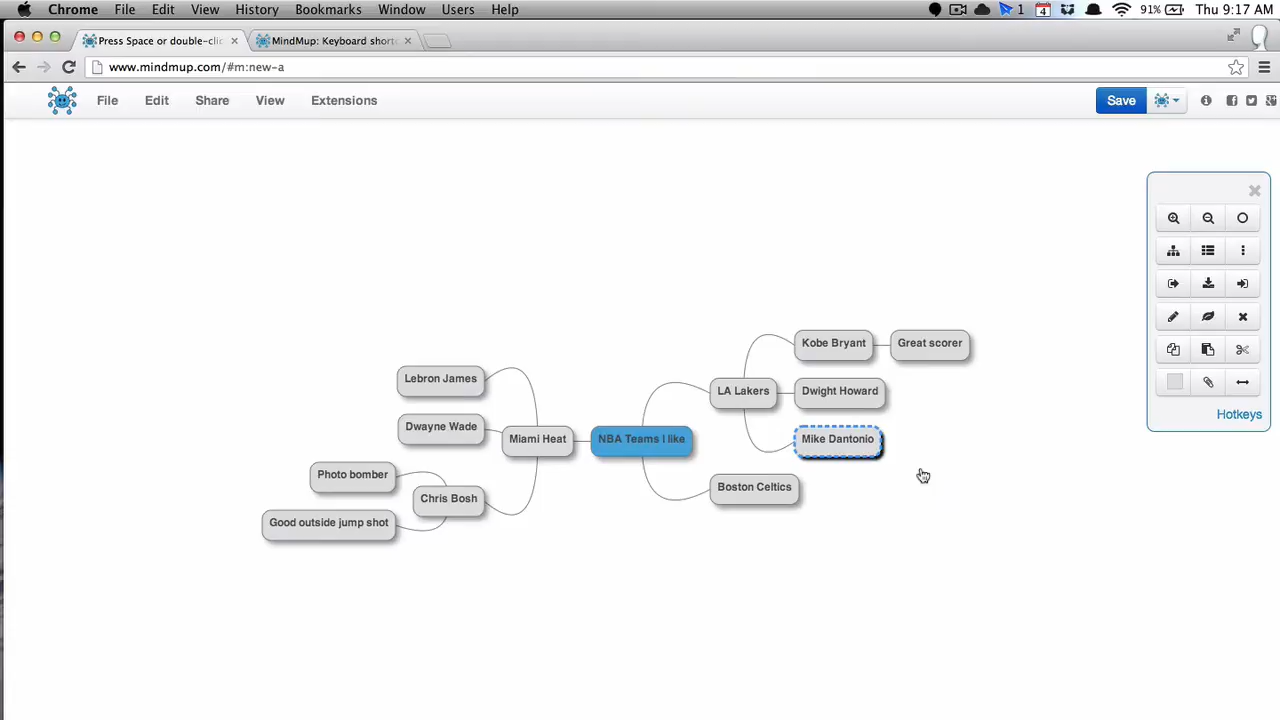 Chrome File Edit View History Bookmarks Window Users Help 1 4 91% Thu 9:17 AM
Press Space or double-clic
MindMup: Keyboard short
www.mindmup.com/#m:new-a
File Edit Share View Extensions Save
Hotkeys
Kobe Bryant Great scorer
Lebron James
LA Lakers Dwight Howard
Dwayne Wade
Miami Heat NBA Teams I like Mike Dantonio
Photo bomber
Boston Celtics
Chris Bosh
Good outside jump shot